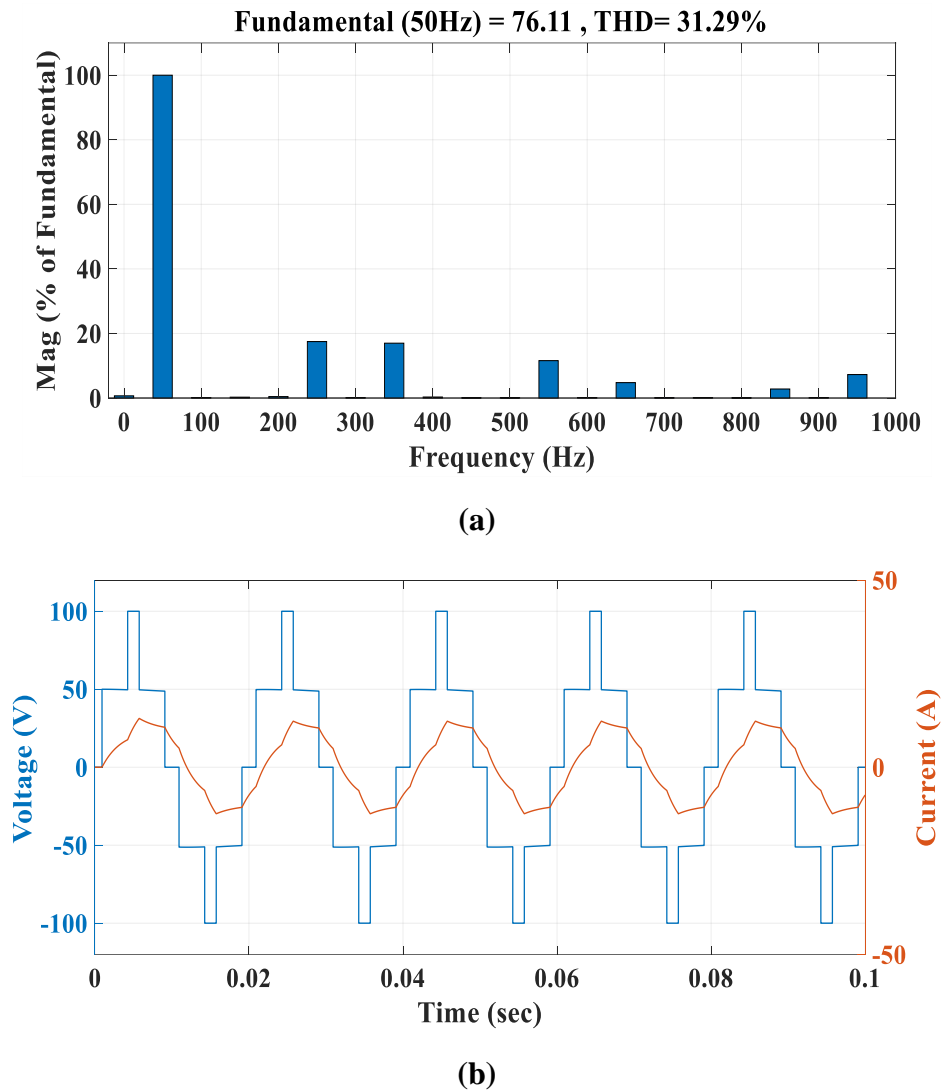 Fundamental (50Hz) = 76.11 , THD= 31.29%
100
80
60
40
20
0
Mag (% of Fundamental)
0 100 200 300 400 500 600 700 800 900 1000
Frequency (Hz)
(a)
100
50
0
-50
-100
Voltage (V)
50
0
-50
Current (A)
0 0.02 0.04 0.06 0.08 0.1
Time (sec)
(b)